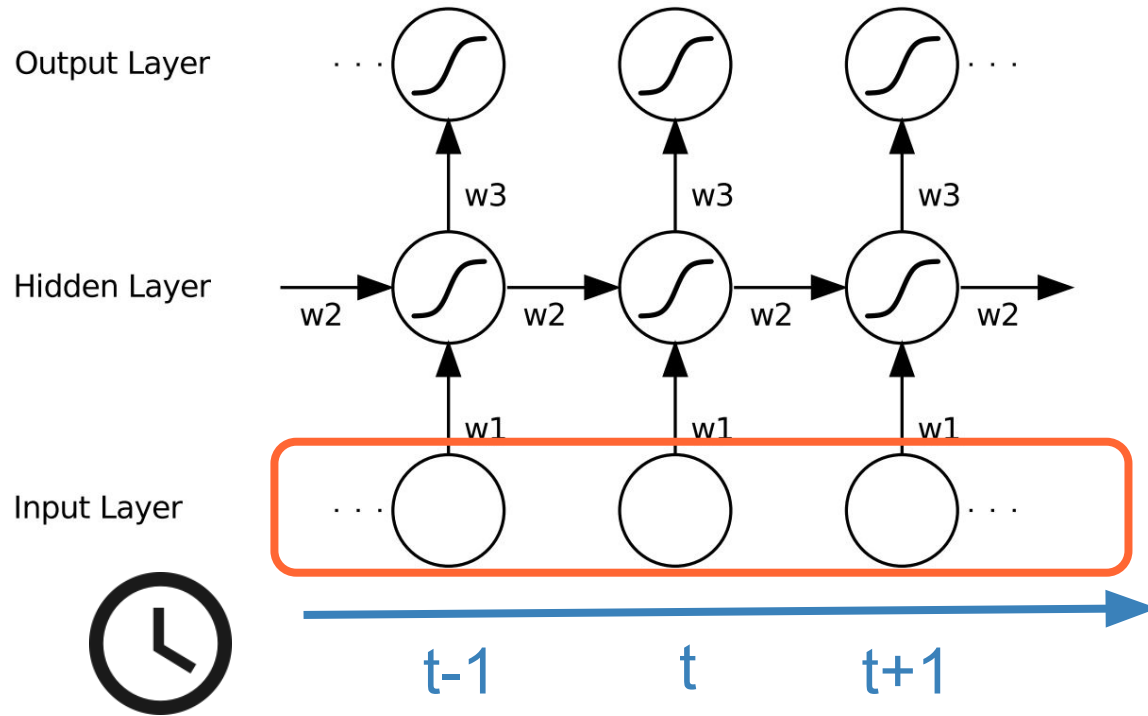 Output Layer · · · · · ·
w3 w3 w3
Hidden Layer
w2 w2 w2 w2
w1 w1 w1
Input Layer · · · · · ·
t-1 t t+1